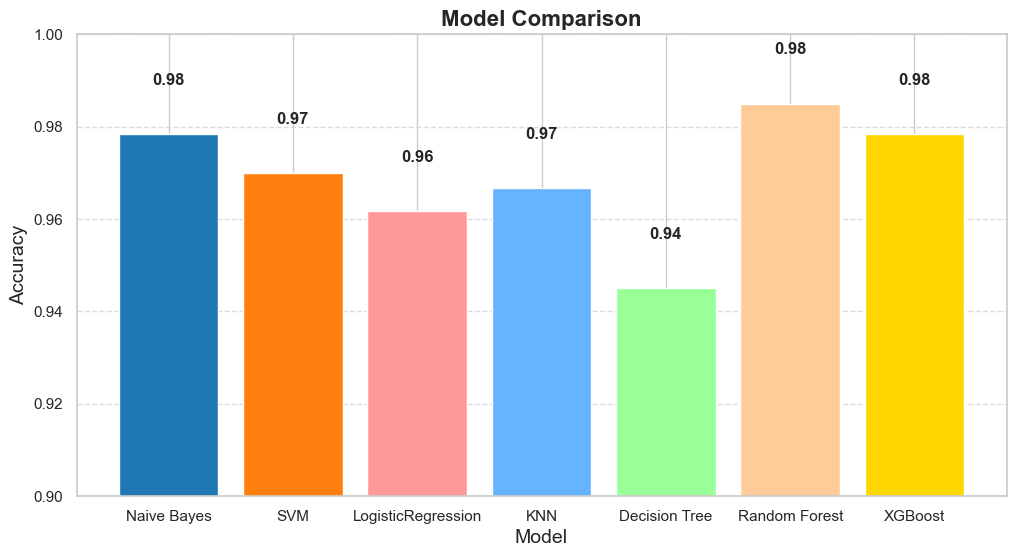 Model Comparison
1.00
0.98
0.96
0.94
0.92
0.90
Accuracy
0.98
0.97
0.96
0.97
0.94
0.98
0.98
Naive Bayes
SVM
LogisticRegression
KNN
Decision Tree
Random Forest
XGBoost
Model